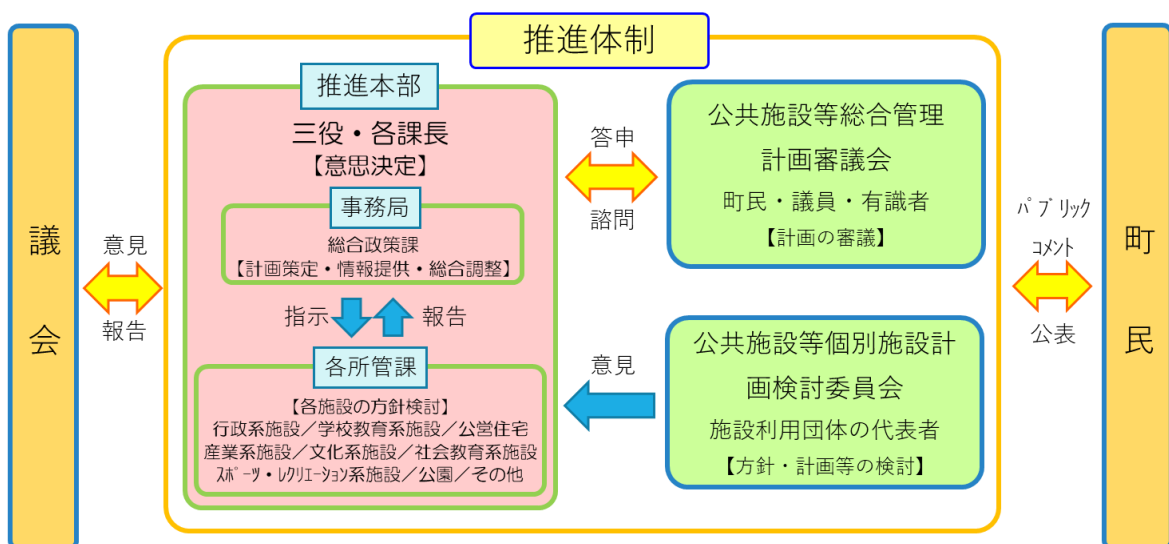 推進体制
議会
意見
報告
推進本部
三役・各課長
【意思決定】
事務局
総合政策課
【計画策定・情報提供・総合調整】
指示
報告
各所管課
【各施設の方針検討】
行政系施設／学校教育系施設／公営住宅
産業系施設／文化系施設／社会教育系施設
ｽﾎﾟｰﾂ・ﾚｸﾘｴｰｼｮﾝ系施設／公園／その他
答申
諮問
公共施設等総合管理
計画審議会
町民・議員・有識者
【計画の審議】
意見
公共施設等個別施設計
画検討委員会
施設利用団体の代表者
【方針・計画等の検討】
ﾊﾟﾌﾞﾘｯｸ
ｺﾒﾝﾄ
公表
町民